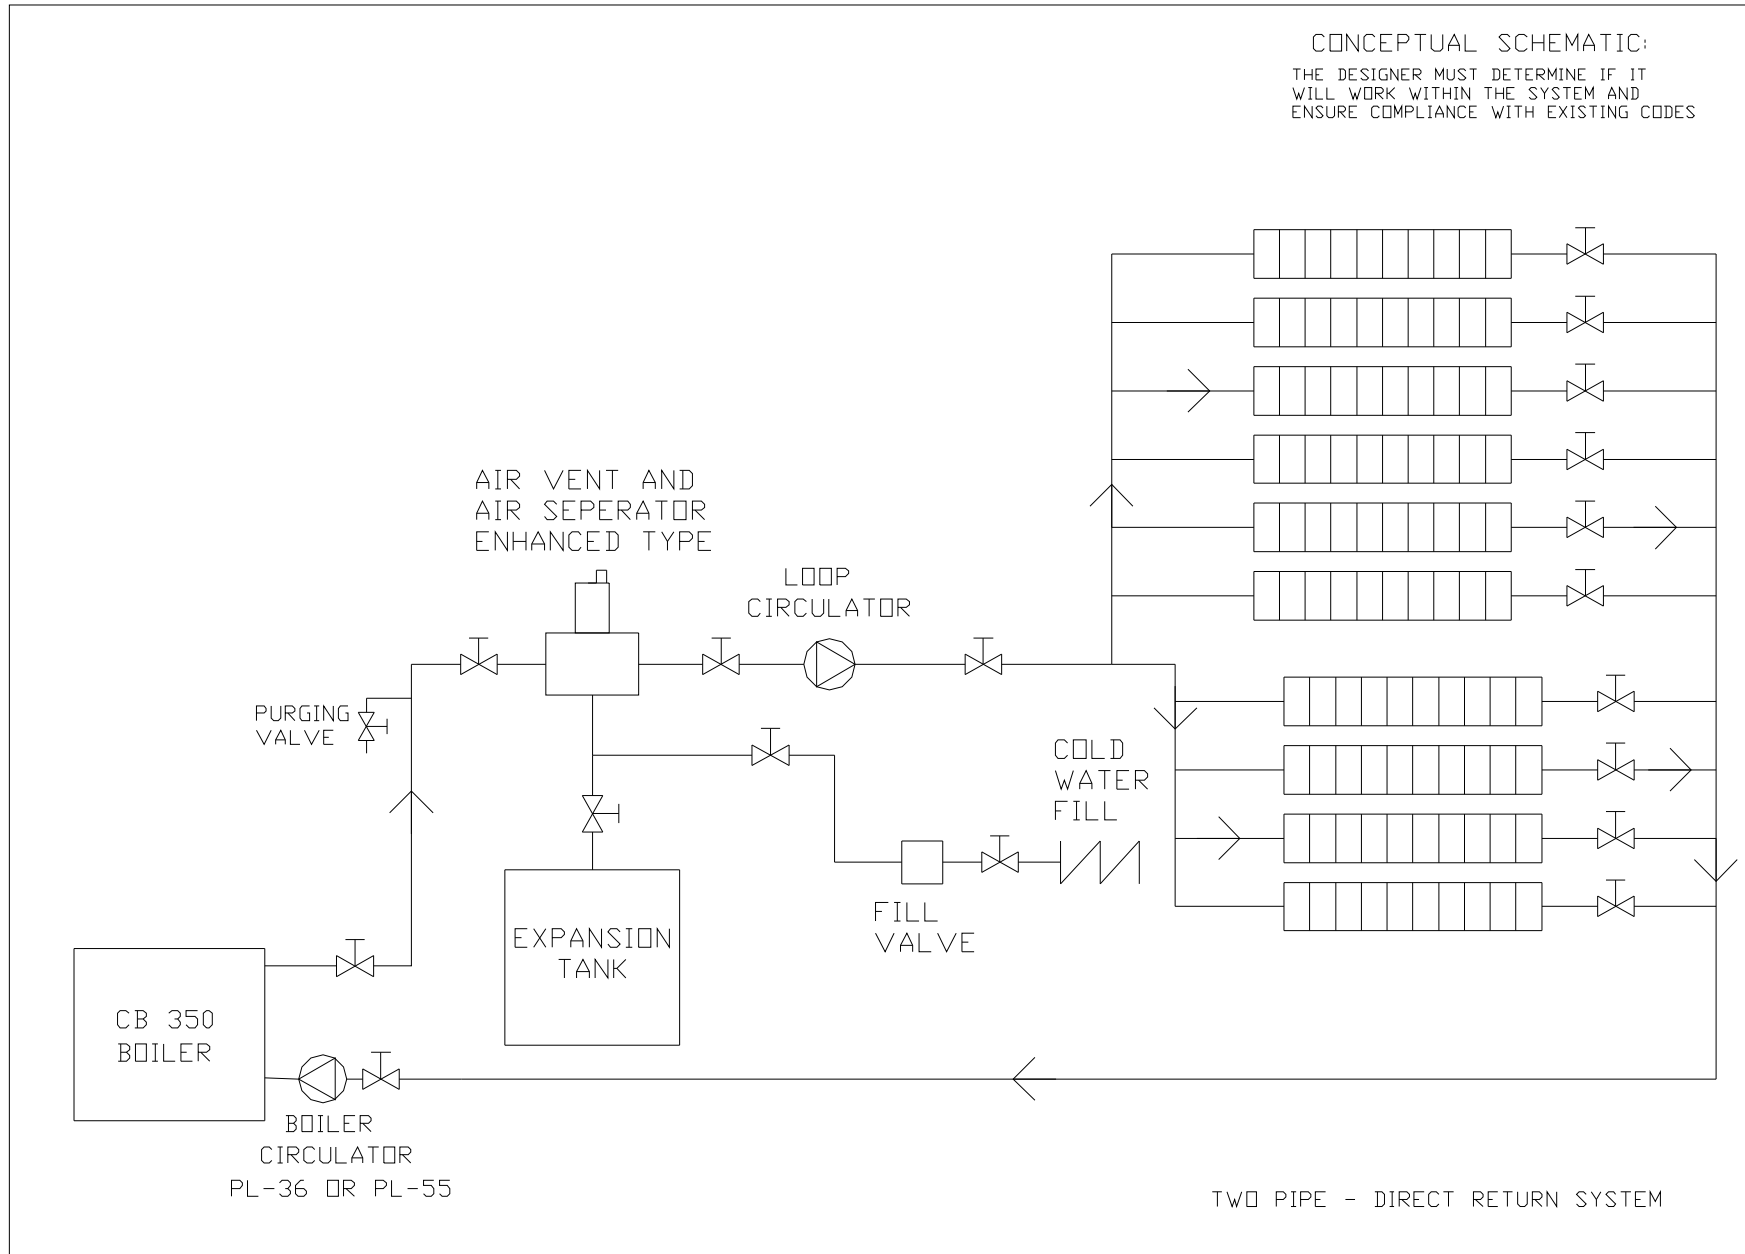 CONCEPTUAL SCHEMATIC:
THE DESIGNER MUST DETERMINE IF IT
WILL WORK WITHIN THE SYSTEM AND
ENSURE COMPLIANCE WITH EXISTING CODES
AIR VENT AND
AIR SEPERATOR
ENHANCED TYPE
LOOP
CIRCULATOR
PURGING
VALVE
COLD
WATER
FILL
FILL
VALVE
EXPANSION
TANK
CB 350
BOILER
BOILER
CIRCULATOR
PL-36 OR PL-55
TWO PIPE - DIRECT RETURN SYSTEM